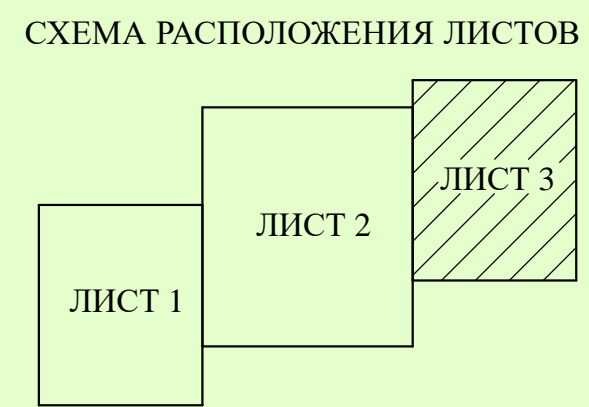 СХЕМА РАСПОЛОЖЕНИЯ ЛИСТОВ
ЛИСТ 1
ЛИСТ 2
ЛИСТ 3